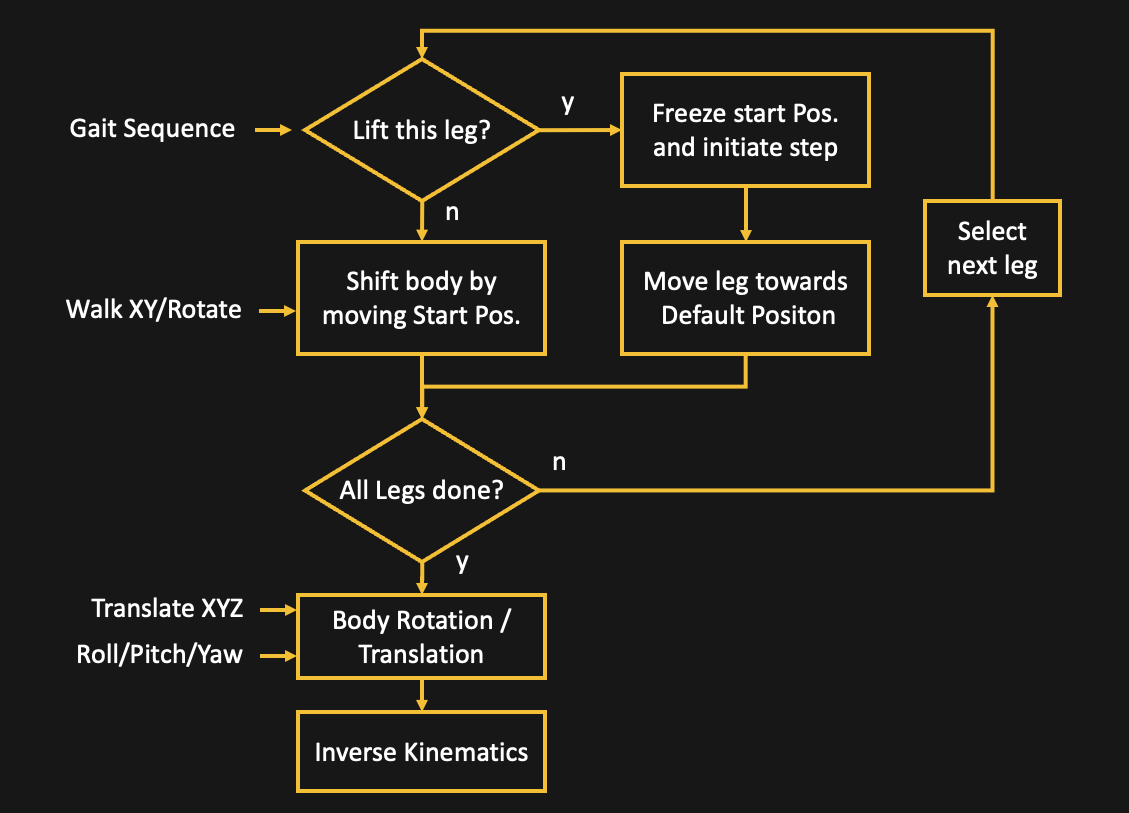 Gait Sequence
Lift this leg?
y
Freeze start Pos.
and initiate step
n
Select
next leg
Walk XY/Rotate
Shift body by
moving Start Pos.
Move leg towards
Default Positon
All Legs done?
n
y
Translate XYZ
Roll/Pitch/Yaw
Body Rotation /
Translation
Inverse Kinematics